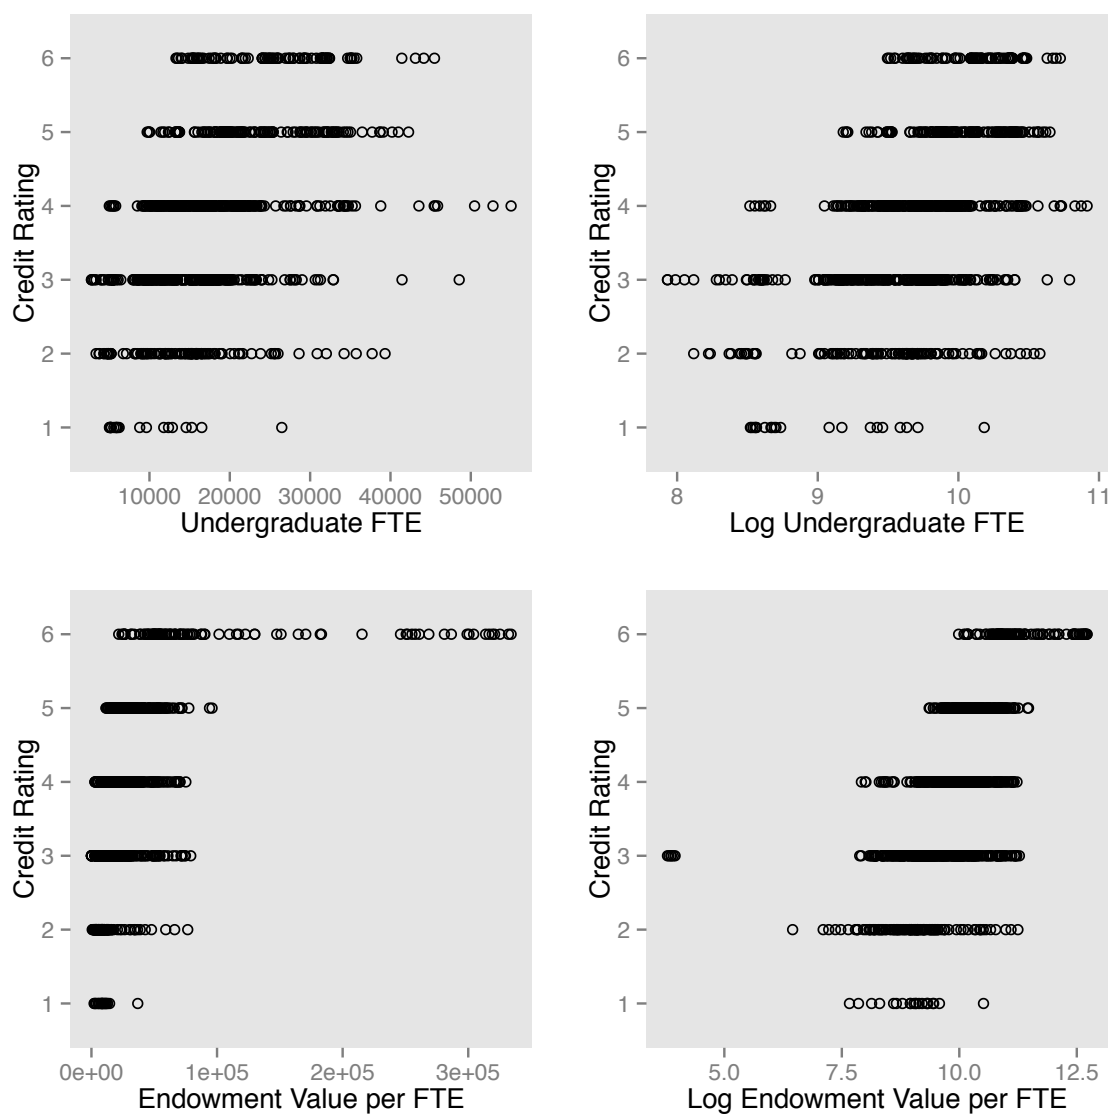 6
5
4
3
2
1
Credit Rating
10000 20000 30000 40000 50000
Undergraduate FTE
6
5
4
3
2
1
Credit Rating
8 9 10 11
Log Undergraduate FTE
6
5
4
3
2
1
Credit Rating
0e+00 1e+05 2e+05 3e+05
Endowment Value per FTE
6
5
4
3
2
1
Credit Rating
5.0 7.5 10.0 12.5
Log Endowment Value per FTE